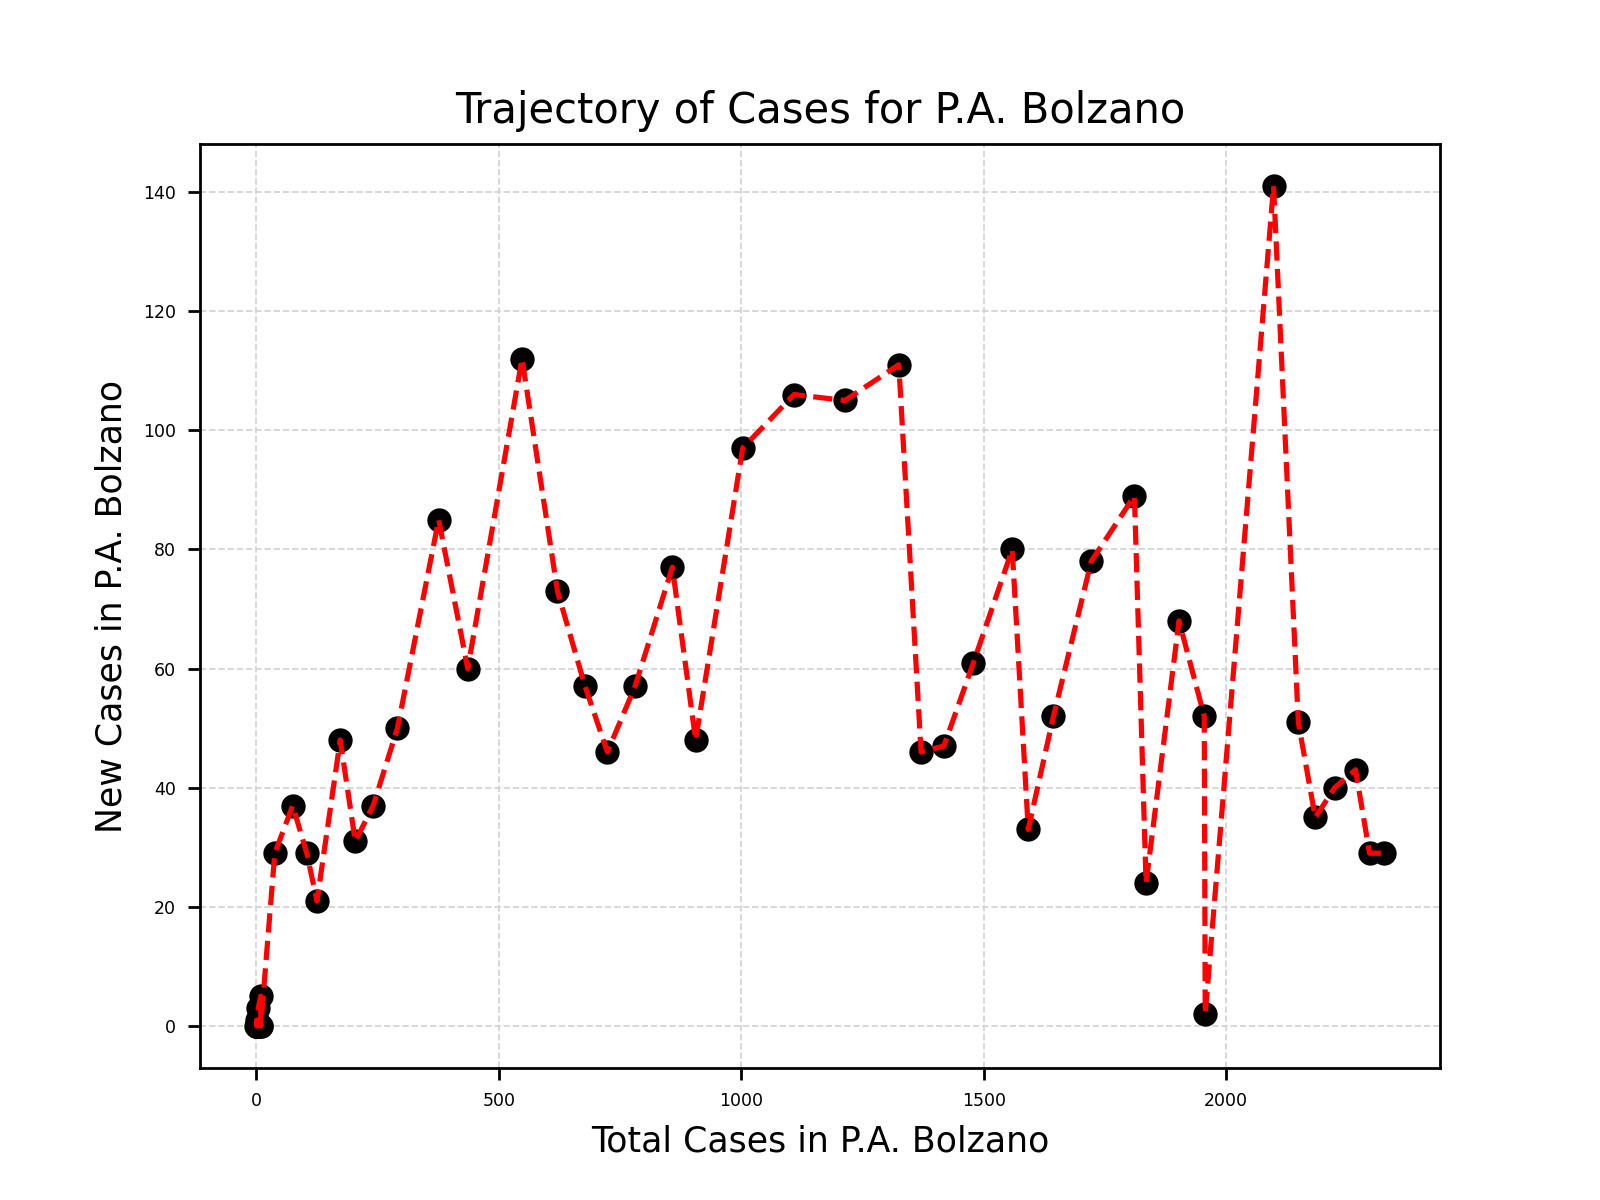 Trajectory of Cases for P.A. Bolzano
140
120
100
80
60
40
20
0
New Cases in P.A. Bolzano
0 500 1000 1500 2000
Total Cases in P.A. Bolzano